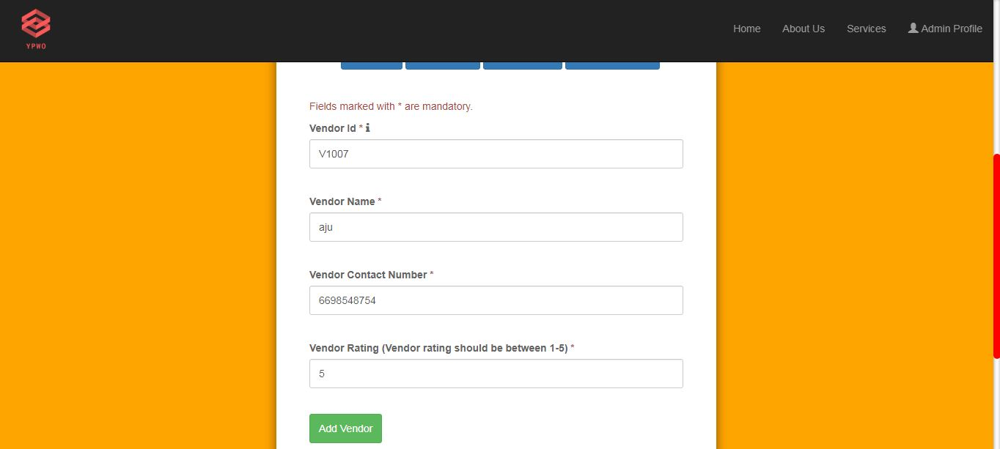 YPWO
Home About Us Services Admin Profile
Fields marked with * are mandatory.
Vendor Id * i
V1007
Vendor Name *
aju
Vendor Contact Number *
6698548754
Vendor Rating (Vendor rating should be between 1-5) *
5
Add Vendor